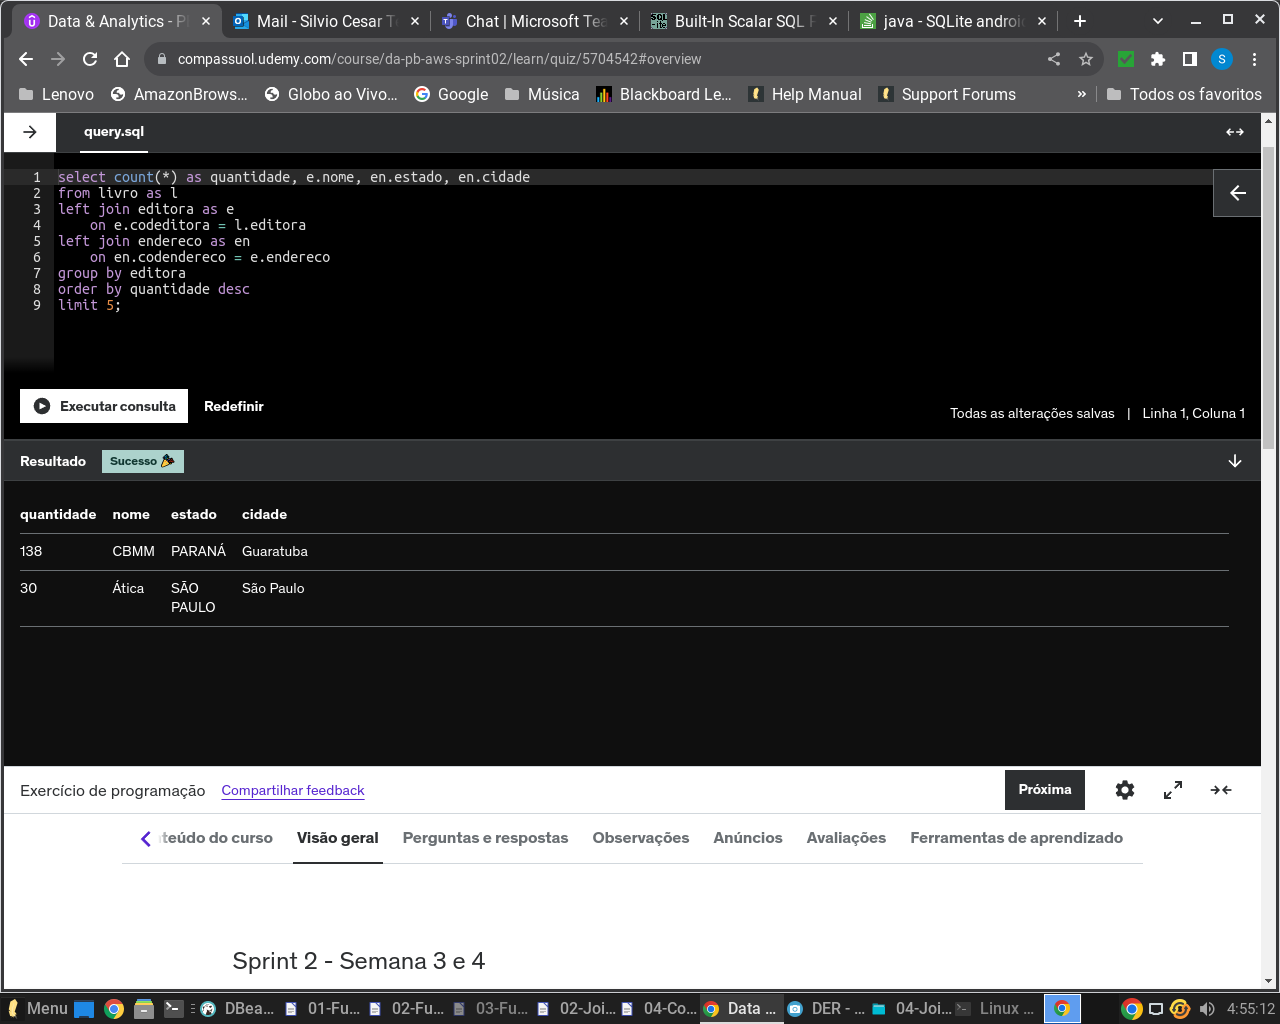 Data & Analytics - P
Mail - Silvio Cesar T
Chat | Microsoft Tea
Built-In Scalar SQL F
java - SQLite androi
compassuol.udemy.com/course/da-pb-aws-sprint02/learn/quiz/5704542#overview
S
Lenovo
AmazonBrows...
Globo ao Vivo...
Google
Música
Blackboard Le...
Help Manual
Support Forums
»
Todos os favoritos
query.sql
1 select count(*) as quantidade, e.nome, en.estado, en.cidade
2 from livro as l
3 left join editora as e
4 on e.codeditora = l.editora
5 left join endereco as en
6 on en.codendereco = e.endereco
7 group by editora
8 order by quantidade desc
9 limit 5;
Executar consulta
Redefinir
Todas as alterações salvas | Linha 1, Coluna 1
Resultado
Sucesso
quantidade nome estado cidade
138 CBMM PARANÁ Guaratuba
30 Ática SÃO PAULO São Paulo
Exercício de programação
Compartilhar feedback
Próxima
teúdo do curso
Visão geral
Perguntas e respostas
Observações
Anúncios
Avaliações
Ferramentas de aprendizado
Sprint 2 - Semana 3 e 4
Menu
DBea...
01-Fu...
02-Fu...
03-Fu...
02-Joi...
04-Co...
Data ...
DER - ...
04-Joi...
Linux ...
4:55:12